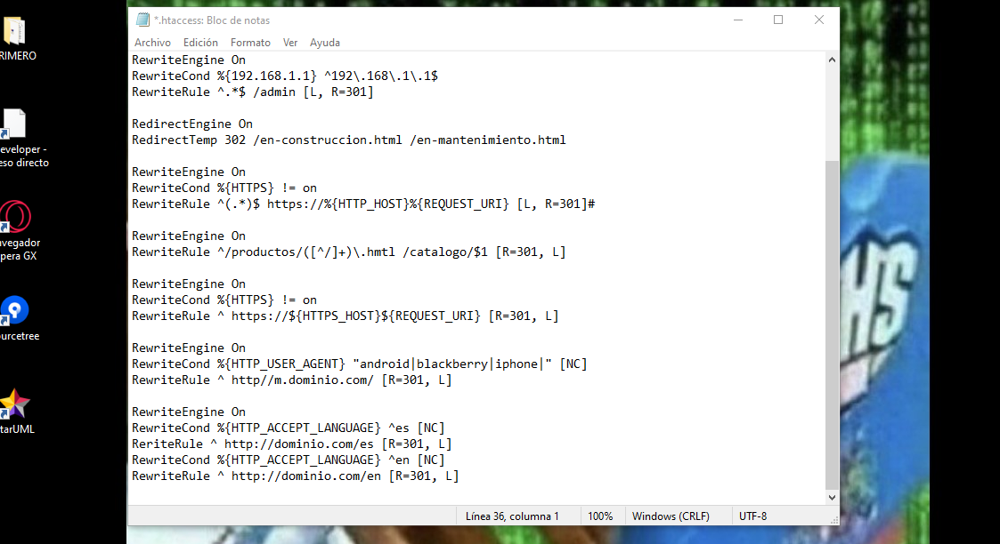 *.htaccess: Bloc de notas
Archivo Edición Formato Ver Ayuda
RewriteEngine On
RewriteCond %{192.168.1.1} ^192\.168\.1\.1$
RewriteRule ^.*$ /admin [L, R=301]
RedirectEngine On
RedirectTemp 302 /en-construccion.html /en-mantenimiento.html
RewriteEngine On
RewriteCond %{HTTPS} != on
RewriteRule ^(.*)$ https://%{HTTP_HOST}%{REQUEST_URI} [L, R=301]#
RewriteEngine On
RewriteRule ^/productos/([^/]+)\.hmtl /catalogo/$1 [R=301, L]
RewriteEngine On
RewriteCond %{HTTPS} != on
RewriteRule ^ https://${HTTPS_HOST}${REQUEST_URI} [R=301, L]
RewriteEngine On
RewriteCond %{HTTP_USER_AGENT} "android|blackberry|iphone|" [NC]
RewriteRule ^ http//m.dominio.com/ [R=301, L]
RewriteEngine On
RewriteCond %{HTTP_ACCEPT_LANGUAGE} ^es [NC]
ReriteRule ^ http://dominio.com/es [R=301, L]
RewriteCond %{HTTP_ACCEPT_LANGUAGE} ^en [NC]
RewriteRule ^ http://dominio.com/en [R=301, L]
Línea 36, columna 1 100% Windows (CRLF) UTF-8
RIMERO
eveloper -
eso directo
avegador
pera GX
ourcetree
tarUML
HS